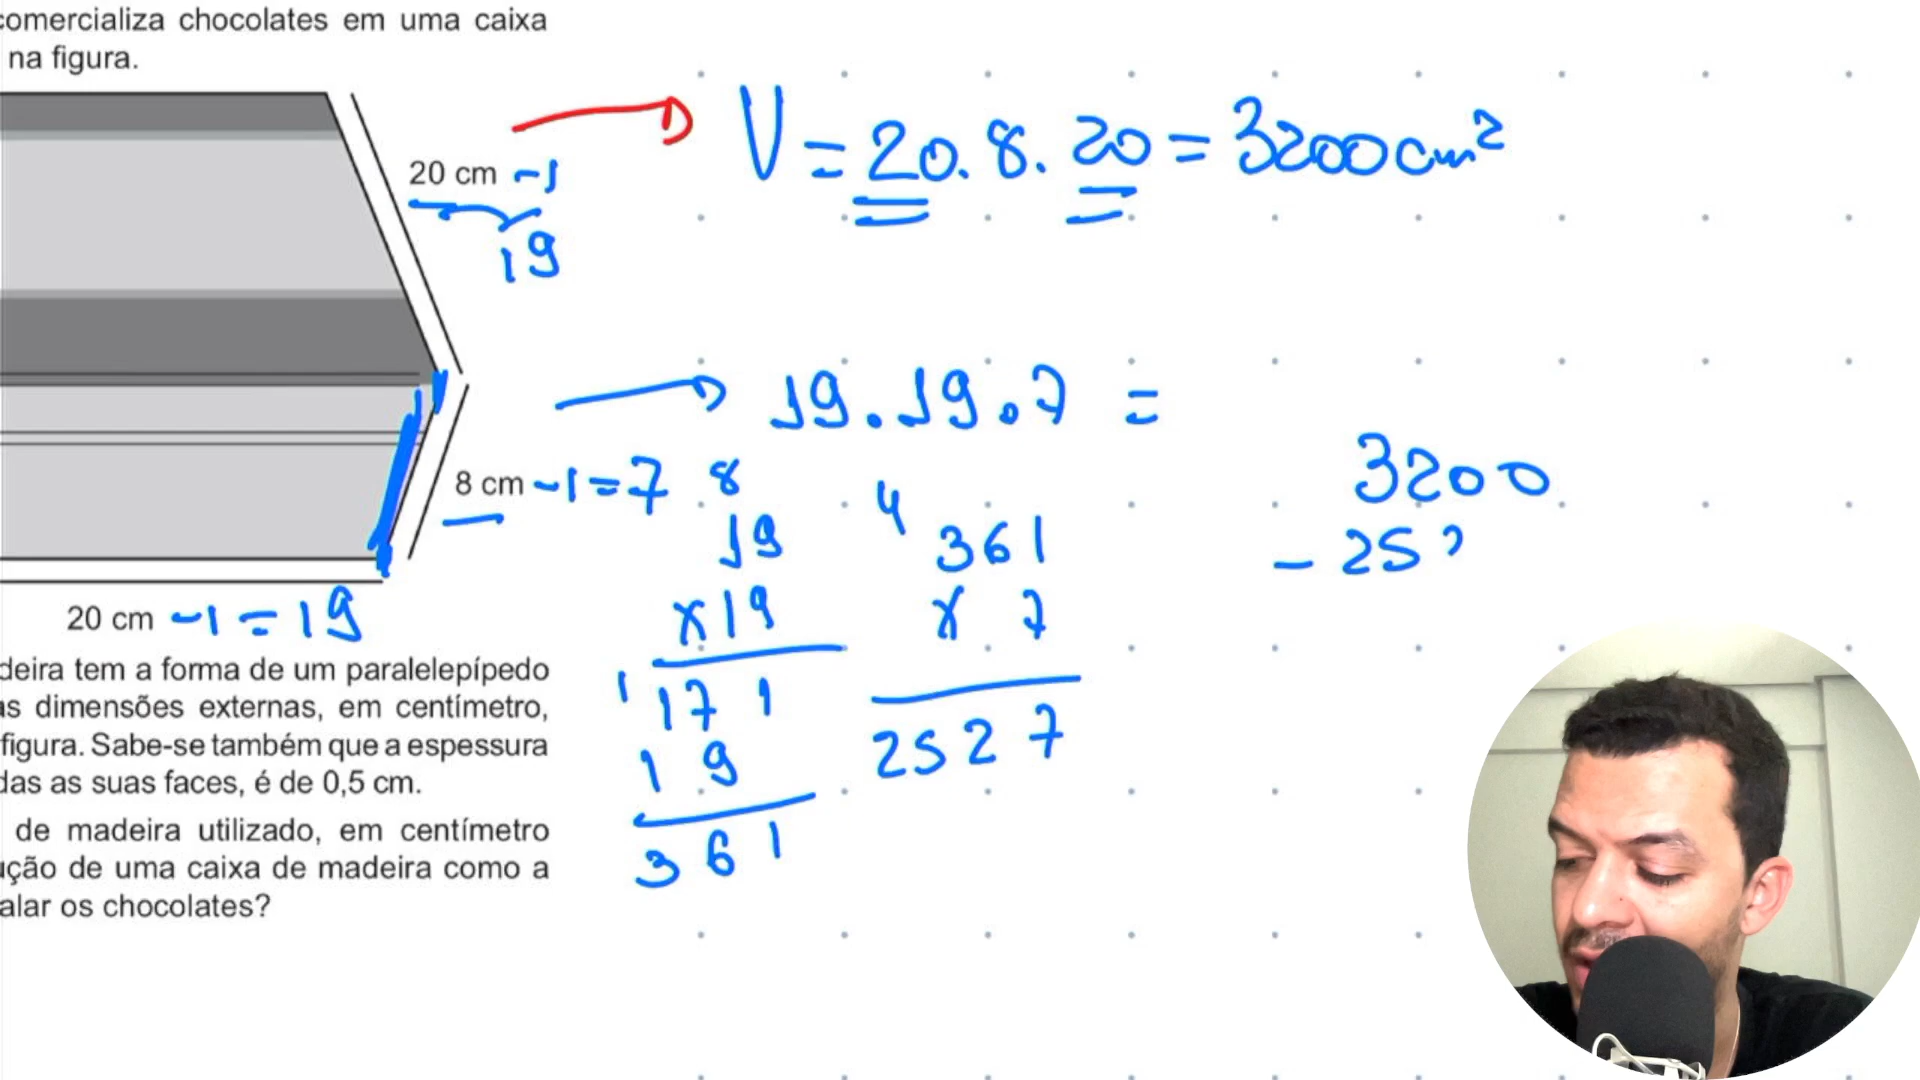 comercializa chocolates em uma caixa
na figura.
20 cm -1
19
8 cm -1=7
20 cm -1=19
deira tem a forma de um paralelepípedo
as dimensões externas, em centímetro,
figura. Sabe-se também que a espessura
das as suas faces, é de 0,5 cm.
de madeira utilizado, em centímetro
ução de uma caixa de madeira como a
alar os chocolates?
V = 20.8.20 = 3200cm²
19.19.7 =
8
19
x19
1
171
19
361
4
361
x 7
2527
3200
- 25